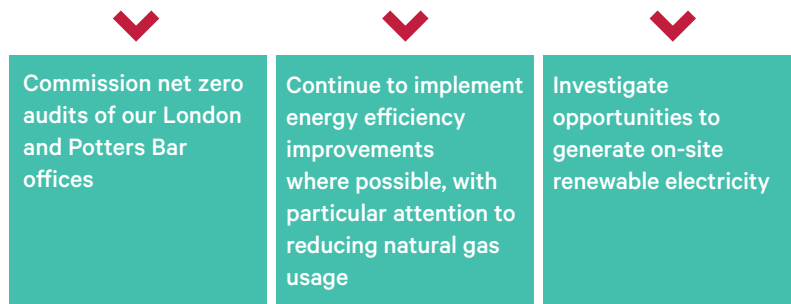 Commission net zero
audits of our London
and Potters Bar
offices
Continue to implement
energy efficiency
improvements
where possible, with
particular attention to
reducing natural gas
usage
Investigate
opportunities to
generate on-site
renewable electricity